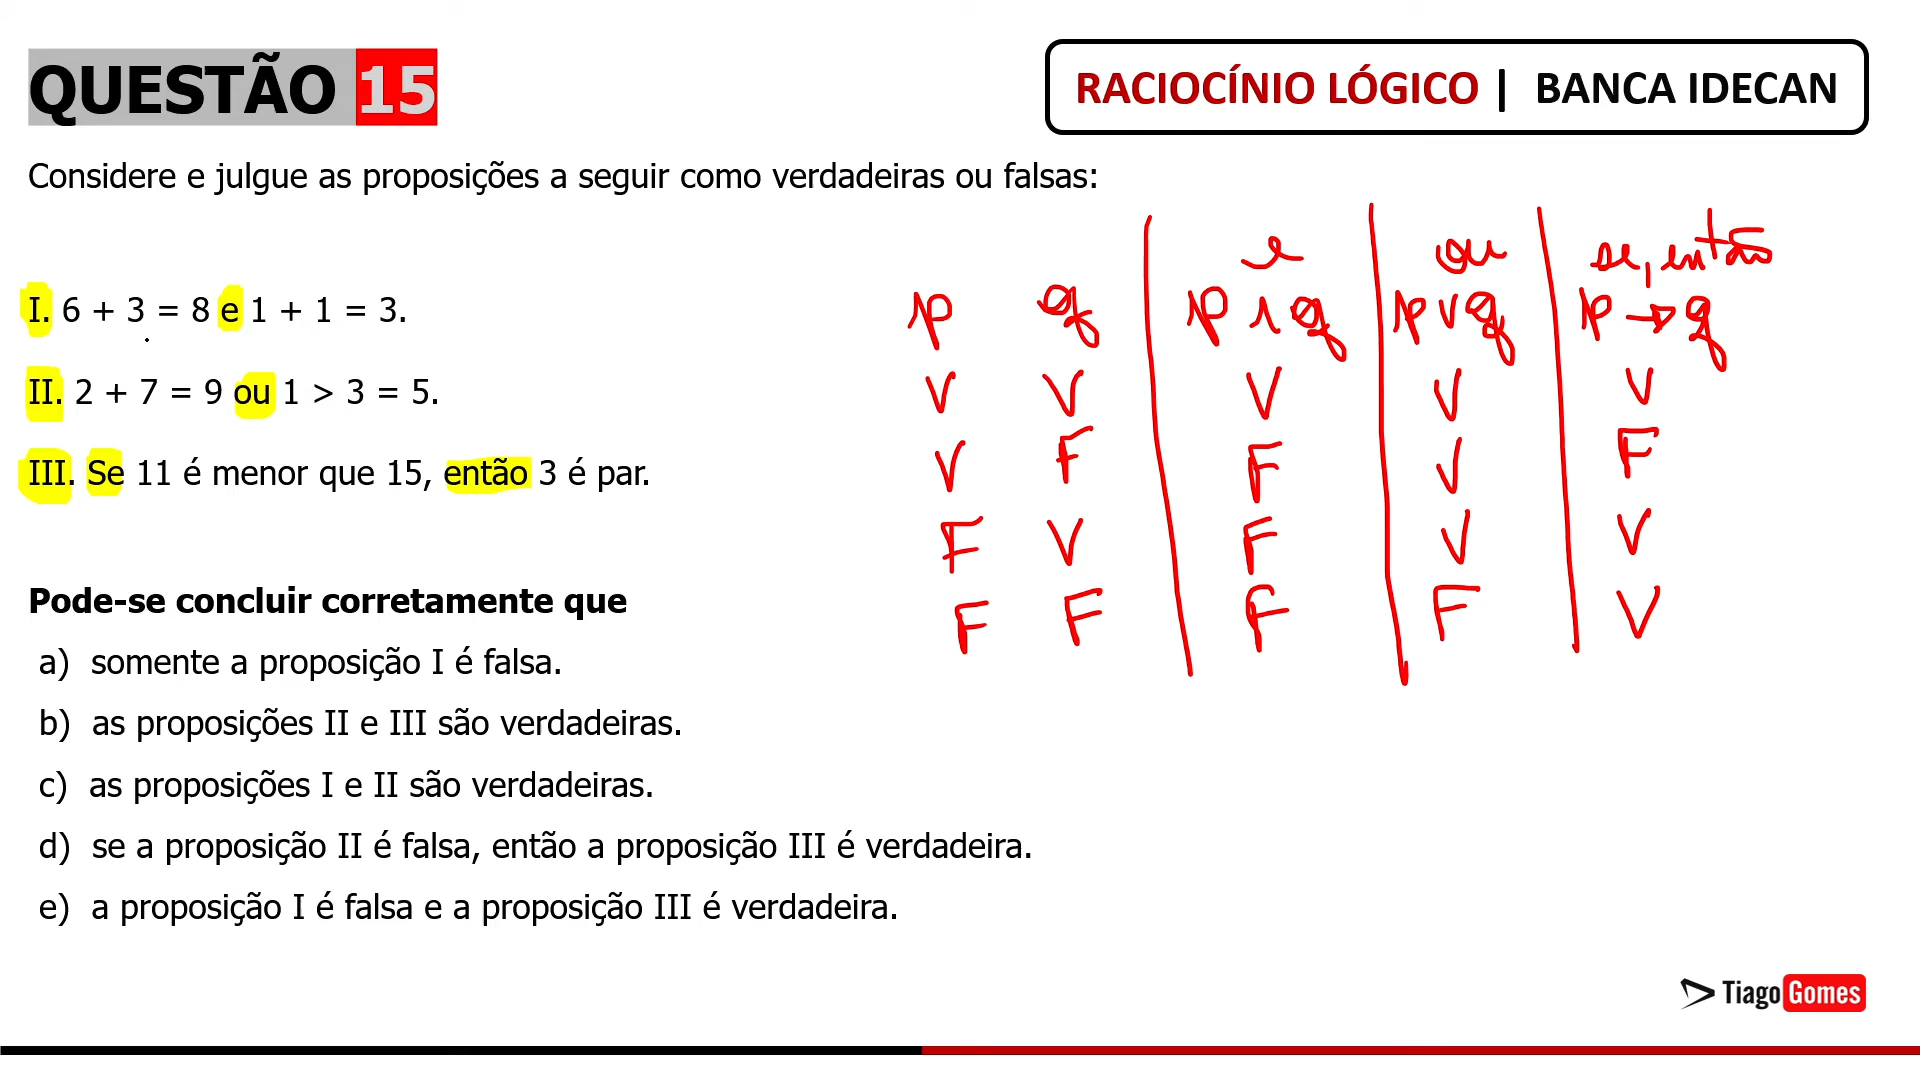 QUESTÃO 15
RACIOCÍNIO LÓGICO | BANCA IDECAN
Considere e julgue as proposições a seguir como verdadeiras ou falsas:
I. 6 + 3 = 8 e 1 + 1 = 3.
II. 2 + 7 = 9 ou 1 > 3 = 5.
III. Se 11 é menor que 15, então 3 é par.
e ou se, então
p q p ∧ q p v q p → q
V V V V V
V F F V F
F V F V V
F F F F V
Pode-se concluir corretamente que
a) somente a proposição I é falsa.
b) as proposições II e III são verdadeiras.
c) as proposições I e II são verdadeiras.
d) se a proposição II é falsa, então a proposição III é verdadeira.
e) a proposição I é falsa e a proposição III é verdadeira.
Tiago Gomes